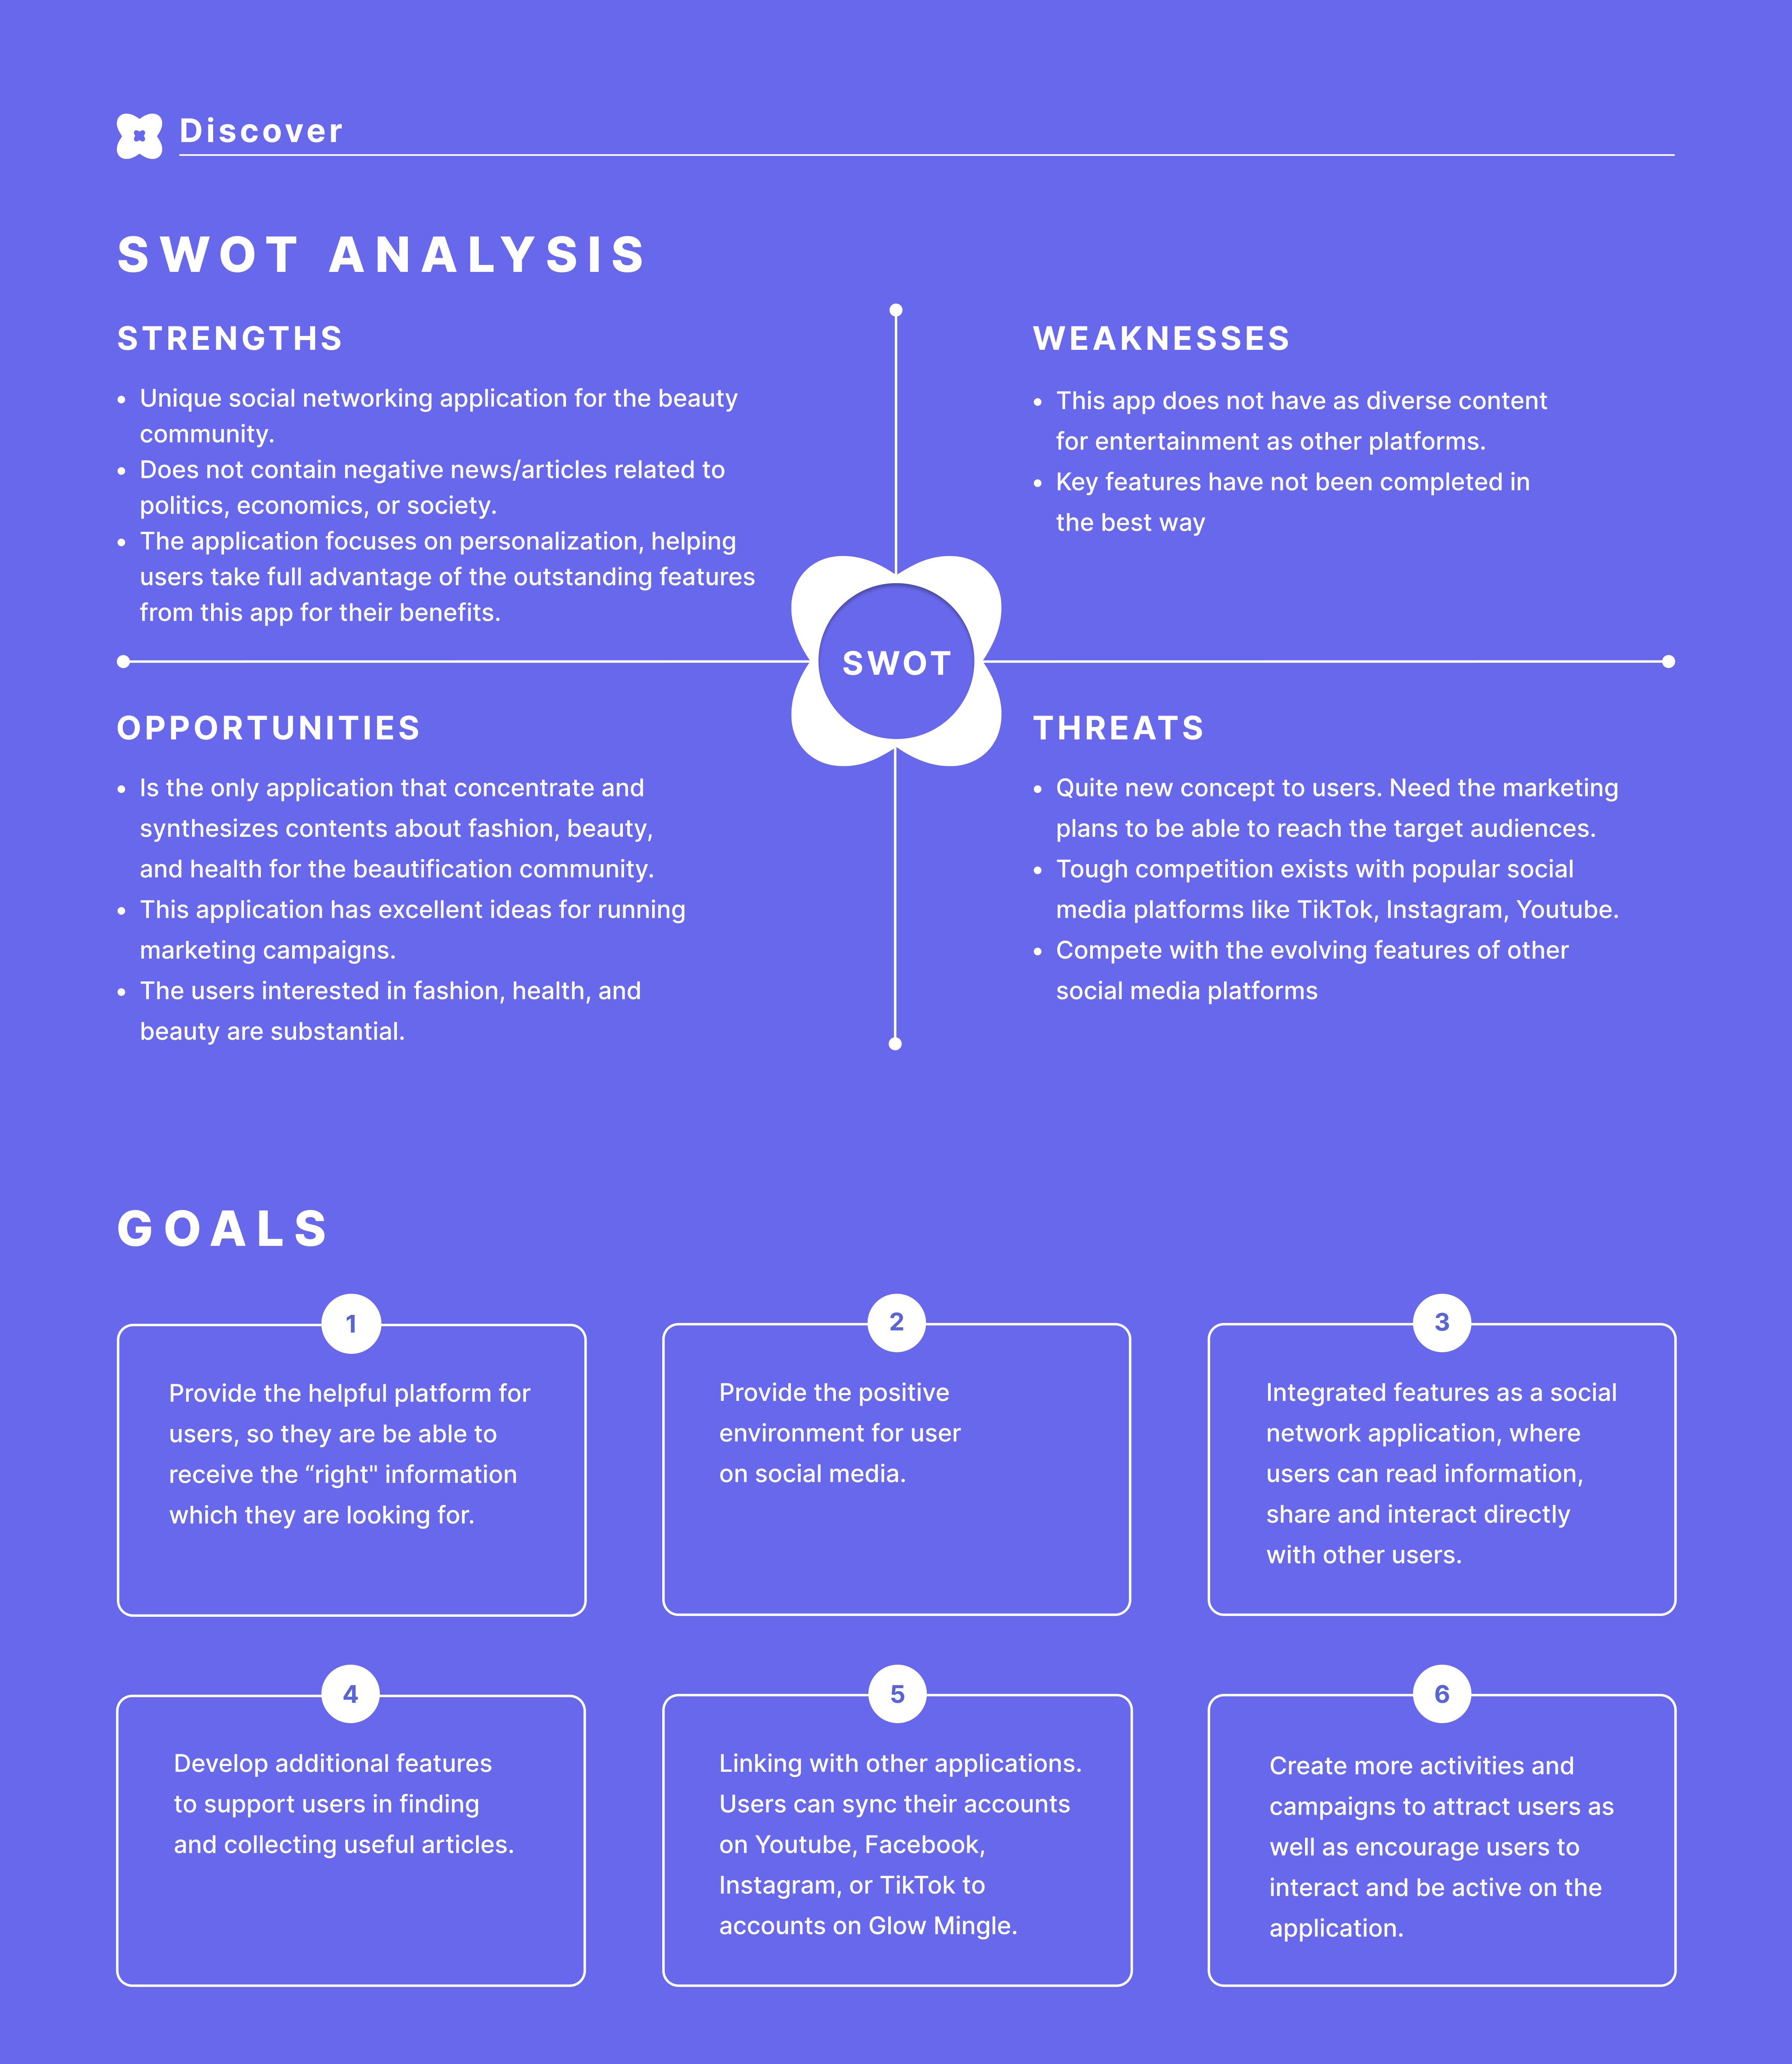 Discover
SWOT ANALYSIS
STRENGTHS
• Unique social networking application for the beauty
community.
• Does not contain negative news/articles related to
politics, economics, or society.
• The application focuses on personalization, helping
users take full advantage of the outstanding features
from this app for their benefits.
WEAKNESSES
• This app does not have as diverse content
for entertainment as other platforms.
• Key features have not been completed in
the best way
SWOT
OPPORTUNITIES
• Is the only application that concentrate and
synthesizes contents about fashion, beauty,
and health for the beautification community.
• This application has excellent ideas for running
marketing campaigns.
• The users interested in fashion, health, and
beauty are substantial.
THREATS
• Quite new concept to users. Need the marketing
plans to be able to reach the target audiences.
• Tough competition exists with popular social
media platforms like TikTok, Instagram, Youtube.
• Compete with the evolving features of other
social media platforms
GOALS
1
Provide the helpful platform for
users, so they are be able to
receive the “right" information
which they are looking for.
2
Provide the positive
environment for user
on social media.
3
Integrated features as a social
network application, where
users can read information,
share and interact directly
with other users.
4
Develop additional features
to support users in finding
and collecting useful articles.
5
Linking with other applications.
Users can sync their accounts
on Youtube, Facebook,
Instagram, or TikTok to
accounts on Glow Mingle.
6
Create more activities and
campaigns to attract users as
well as encourage users to
interact and be active on the
application.